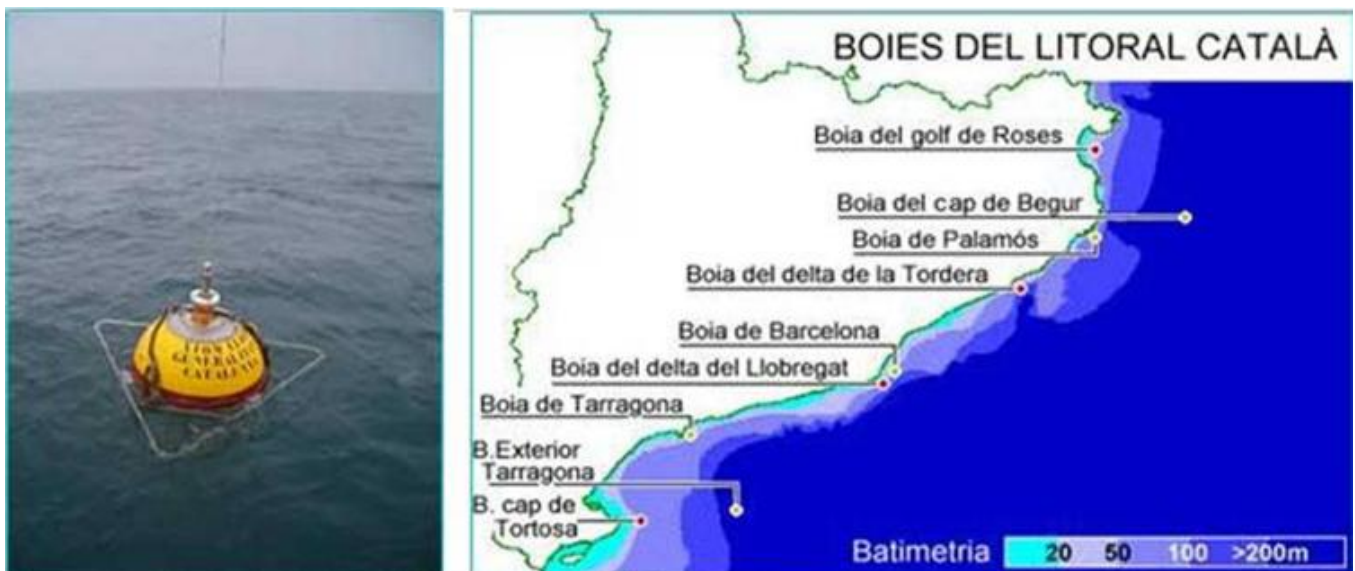 GENERALITAT
BOIES DEL LITORAL CATALÀ
Boia del golf de Roses
Boia del cap de Begur
Boia de Palamós
Boia del delta de la Tordera
Boia de Barcelona
Boia del delta del Llobregat
Boia de Tarragona
B.Exterior
Tarragona
B. cap de
Tortosa
Batimetria 20 50 100 >200m